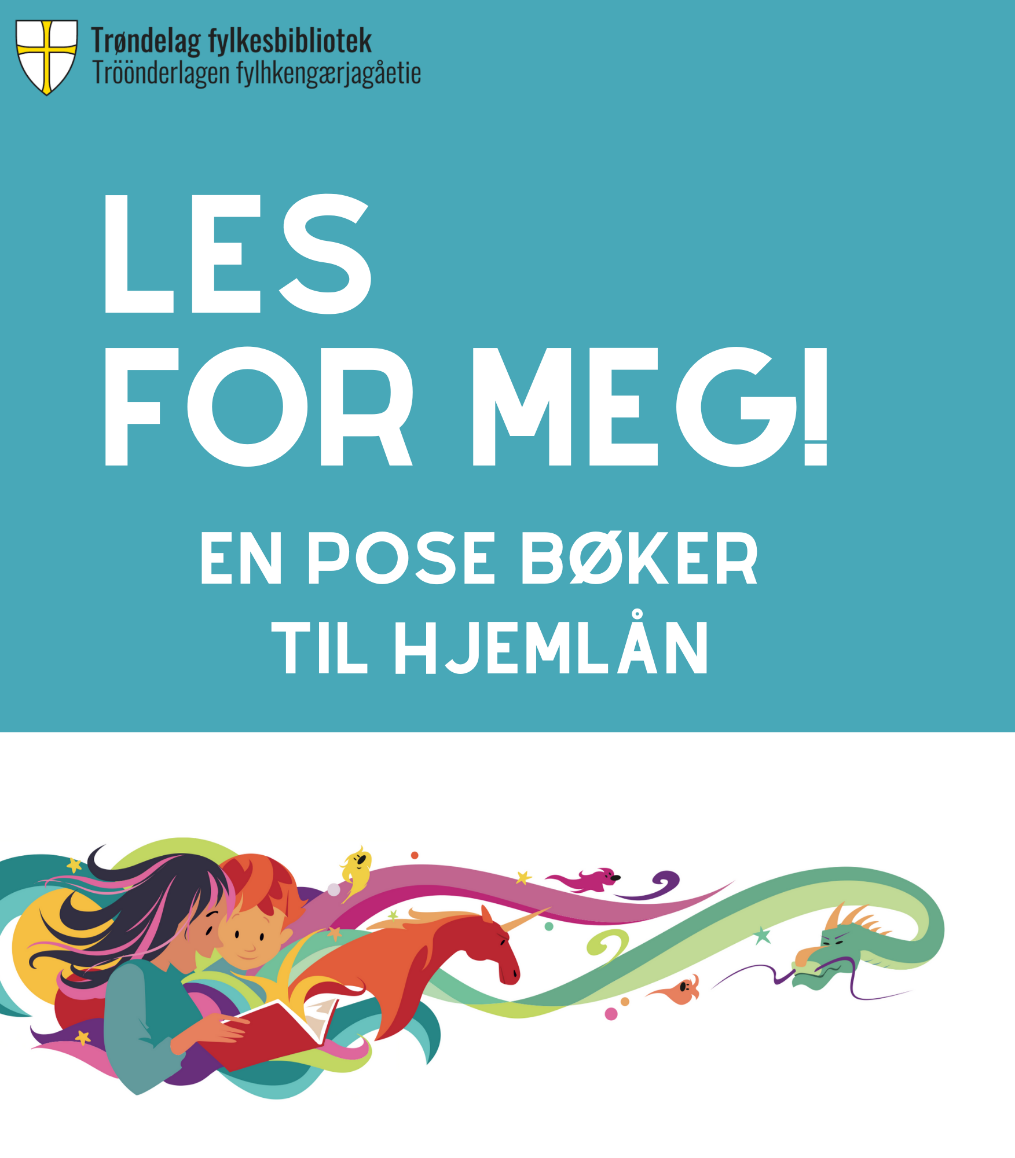 Trøndelag fylkesbibliotek
Tröönderlagen fylhkengærjagåetie
LES
FOR MEG!
EN POSE BØKER
TIL HJEMLÅN